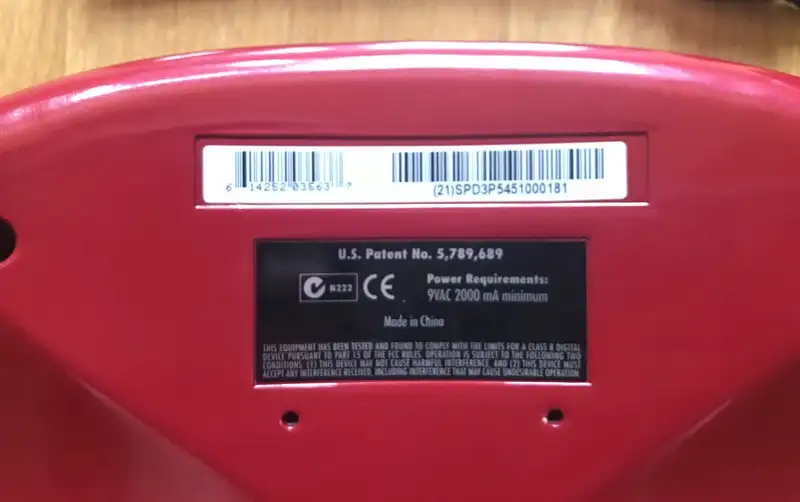 6 14252 03563 7
(21)SPD3P5451000181
U.S. Patent No. 5,789,689
N222 CE Power Requirements:
9VAC 2000 mA minimum
Made in China
THIS EQUIPMENT HAS BEEN TESTED AND FOUND TO COMPLY WITH THE LIMITS FOR A CLASS B DIGITAL
DEVICE PURSUANT TO PART 15 OF THE FCC RULES. OPERATION IS SUBJECT TO THE FOLLOWING TWO
CONDITIONS: (1) THIS DEVICE MAY NOT CAUSE HARMFUL INTERFERENCE, AND (2) THIS DEVICE MUST
ACCEPT ANY INTERFERENCE RECEIVED, INCLUDING INTERFERENCE THAT MAY CAUSE UNDESIRABLE OPERATION.